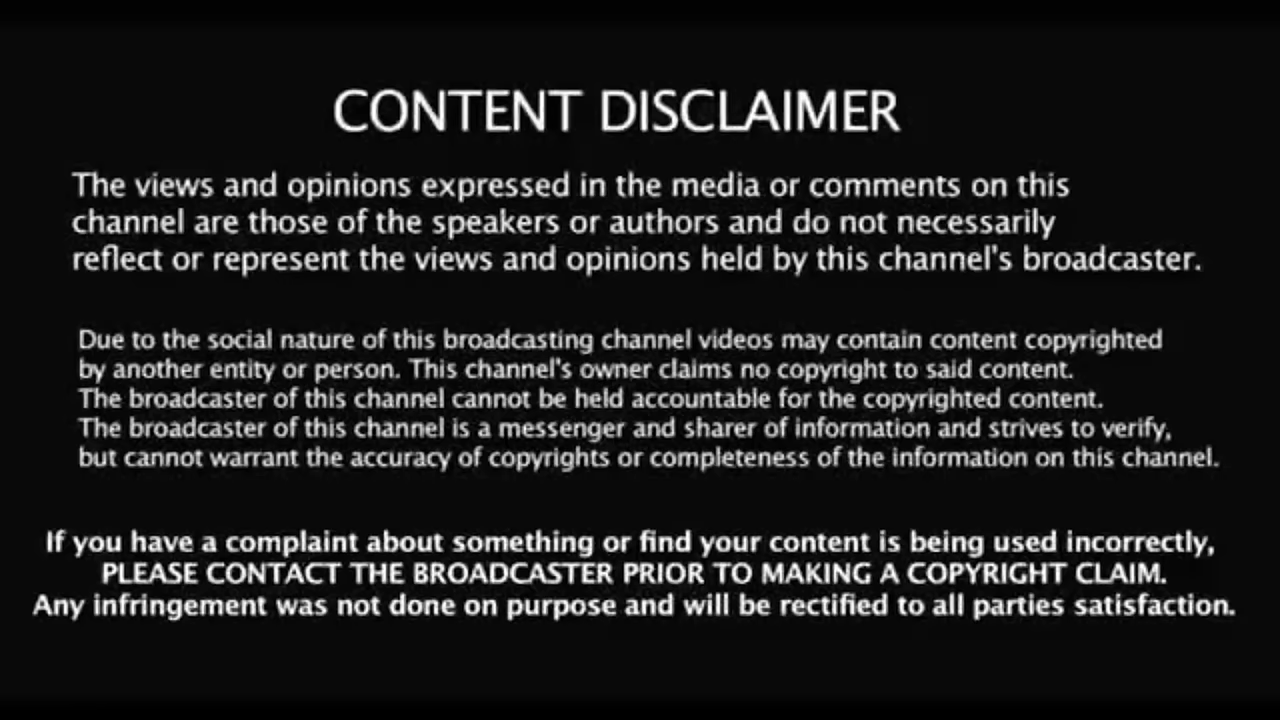 CONTENT DISCLAIMER
The views and opinions expressed in the media or comments on this
channel are those of the speakers or authors and do not necessarily
reflect or represent the views and opinions held by this channel's broadcaster.
Due to the social nature of this broadcasting channel videos may contain content copyrighted
by another entity or person. This channel's owner claims no copyright to said content.
The broadcaster of this channel cannot be held accountable for the copyrighted content.
The broadcaster of this channel is a messenger and sharer of information and strives to verify,
but cannot warrant the accuracy of copyrights or completeness of the information on this channel.
If you have a complaint about something or find your content is being used incorrectly,
PLEASE CONTACT THE BROADCASTER PRIOR TO MAKING A COPYRIGHT CLAIM.
Any infringement was not done on purpose and will be rectified to all parties satisfaction.